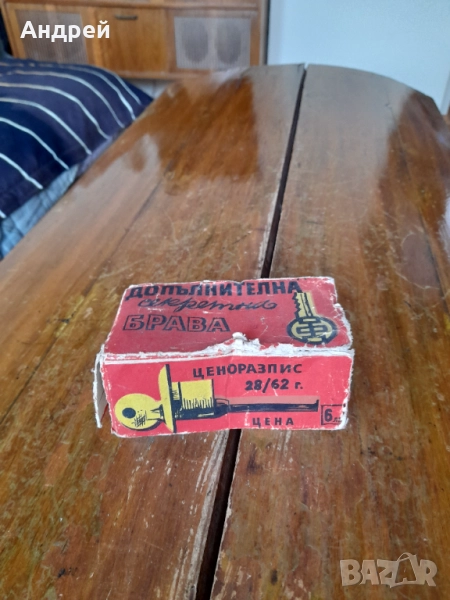 Андрей
ДОПЪЛНИТЕЛНА
секретна
БРАВА
ЦЕНОРАЗПИС
28/62 г.
ЦЕНА 6
BAZAR